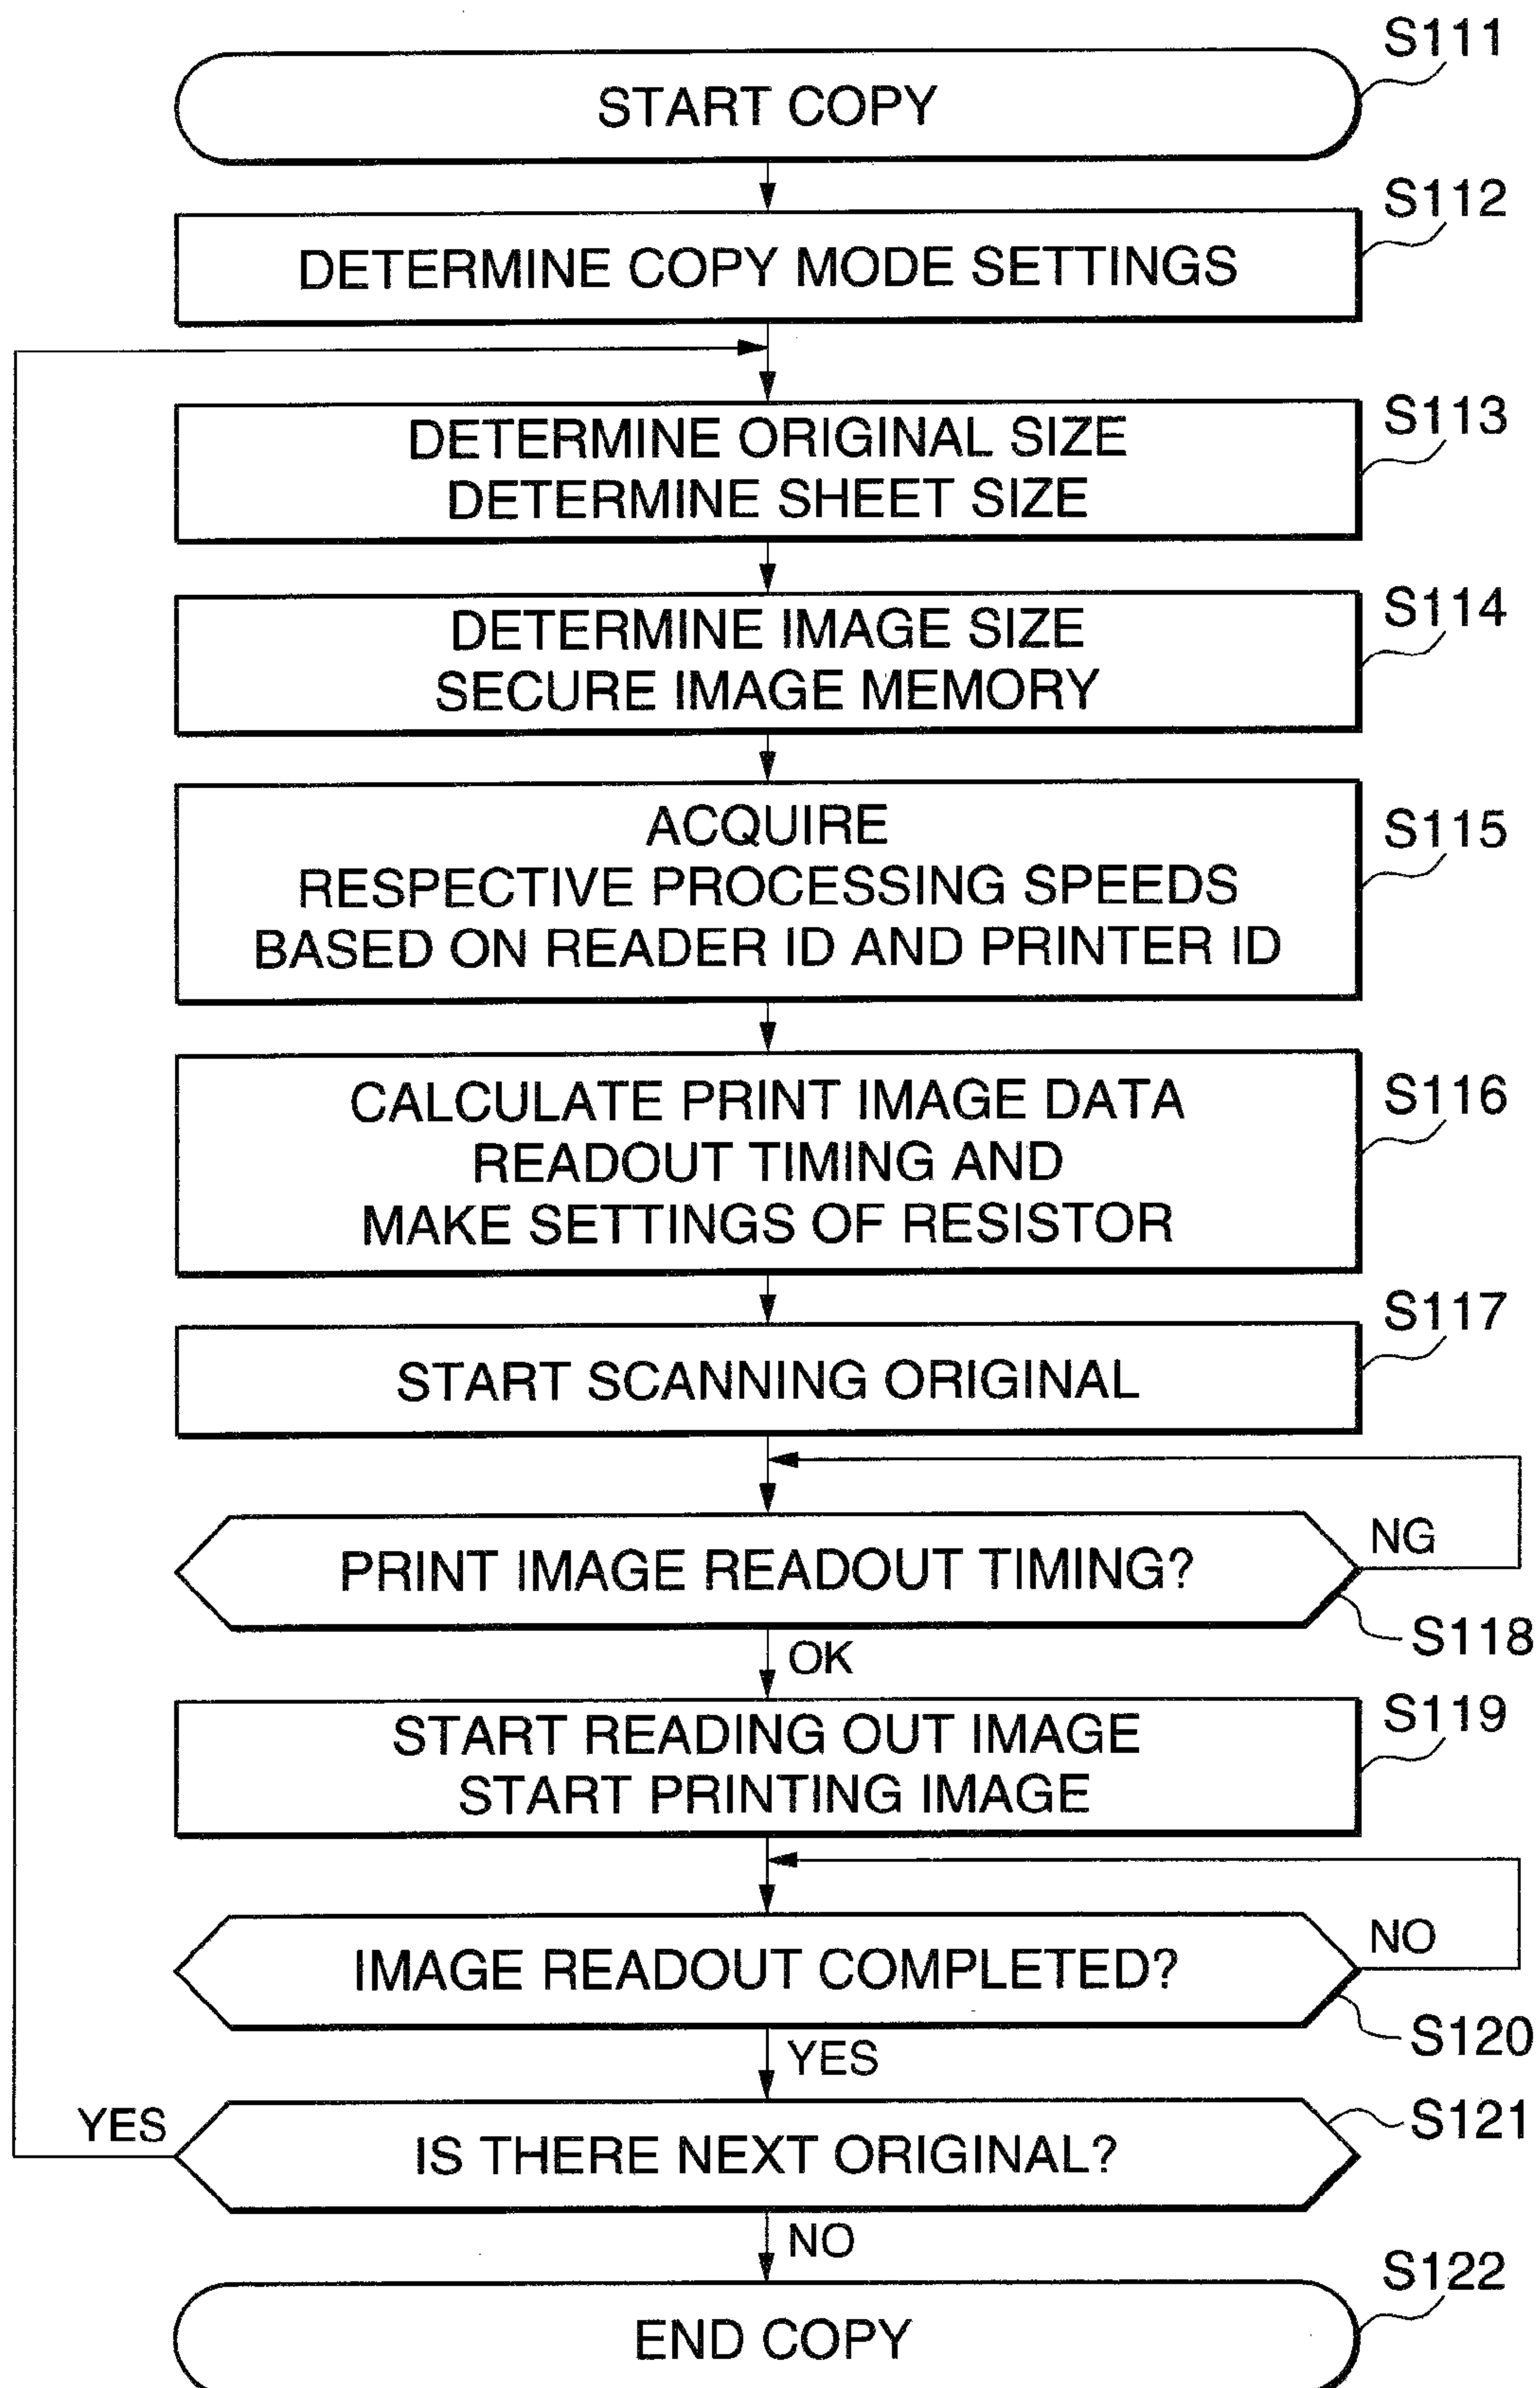 S111
START COPY
S112
DETERMINE COPY MODE SETTINGS
S113
DETERMINE ORIGINAL SIZE
DETERMINE SHEET SIZE
S114
DETERMINE IMAGE SIZE
SECURE IMAGE MEMORY
S115
ACQUIRE
RESPECTIVE PROCESSING SPEEDS
BASED ON READER ID AND PRINTER ID
S116
CALCULATE PRINT IMAGE DATA
READOUT TIMING AND
MAKE SETTINGS OF RESISTOR
S117
START SCANNING ORIGINAL
NG
PRINT IMAGE READOUT TIMING?
S118
OK
S119
START READING OUT IMAGE
START PRINTING IMAGE
NO
IMAGE READOUT COMPLETED?
S120
YES
YES
S121
IS THERE NEXT ORIGINAL?
NO
S122
END COPY